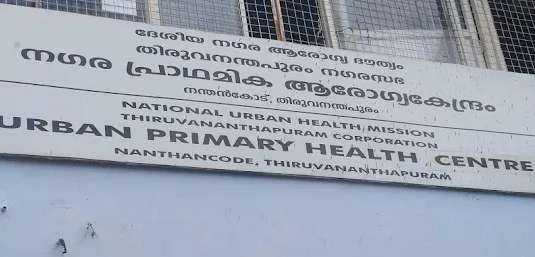 ദേശീയ നഗര ആരോഗ്യ ദൗത്യം
തിരുവനന്തപുരം നഗരസഭ
നഗര പ്രാഥമിക ആരോഗ്യകേന്ദ്രം
നന്തൻകോട്, തിരുവനന്തപുരം
NATIONAL URBAN HEALTH MISSION
THIRUVANANTHAPURAM CORPORATION
URBAN PRIMARY HEALTH CENTRE
NANTHANCODE, THIRUVANANTHAPURAM